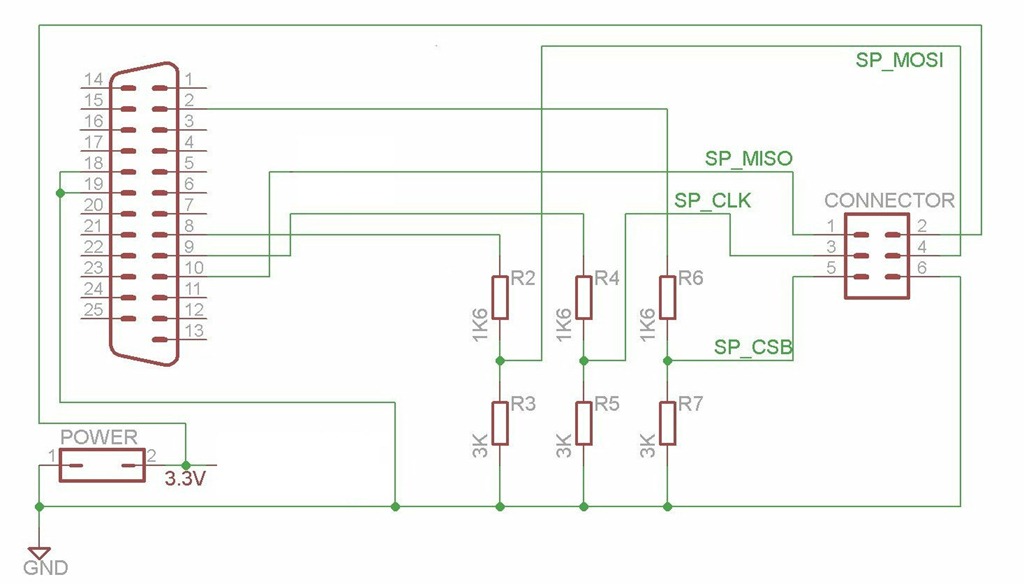 SP_MOSI
14 1
15 2
16 3
17 4
18 5
19 6
20 7
21 8
22 9
23 10
24 11
25 12
13
SP_MISO
SP_CLK
CONNECTOR
1 2
3 4
5 6
R2 R4 R6
1K6 1K6 1K6
SP_CSB
R3 R5 R7
3K 3K 3K
POWER
1 2
3.3V
GND